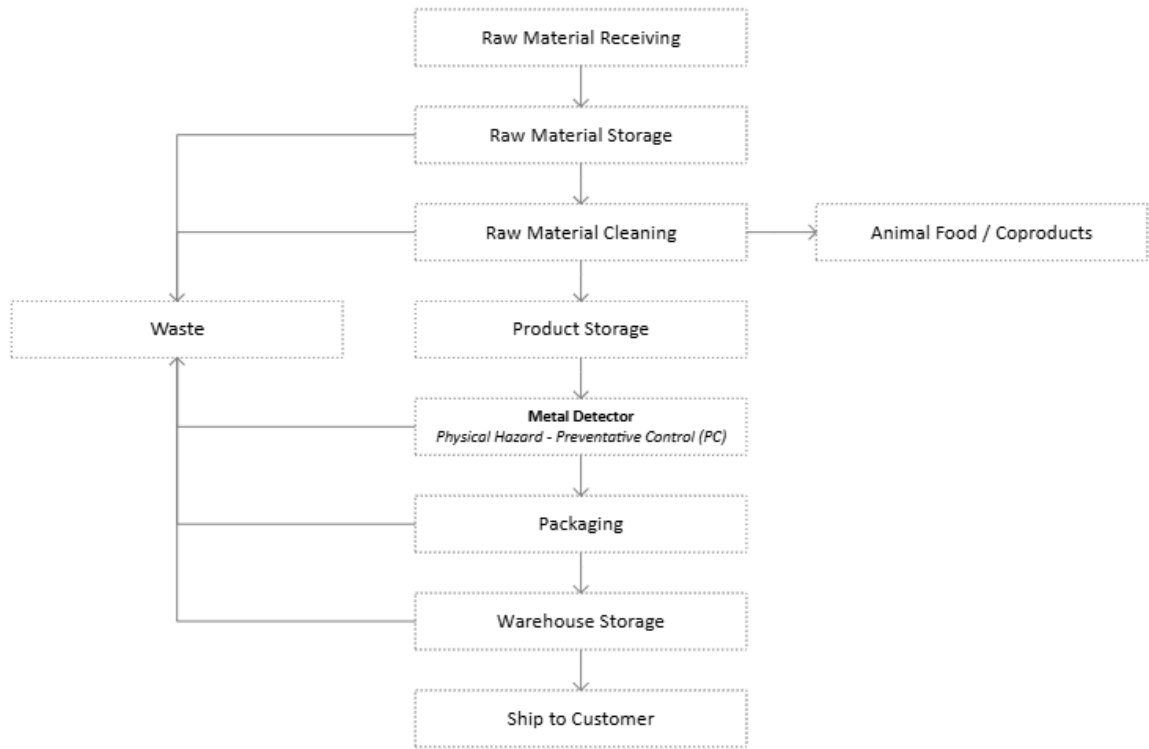 Raw Material Receiving
Raw Material Storage
Raw Material Cleaning
Animal Food / Coproducts
Waste
Product Storage
Metal Detector
Physical Hazard - Preventative Control (PC)
Packaging
Warehouse Storage
Ship to Customer